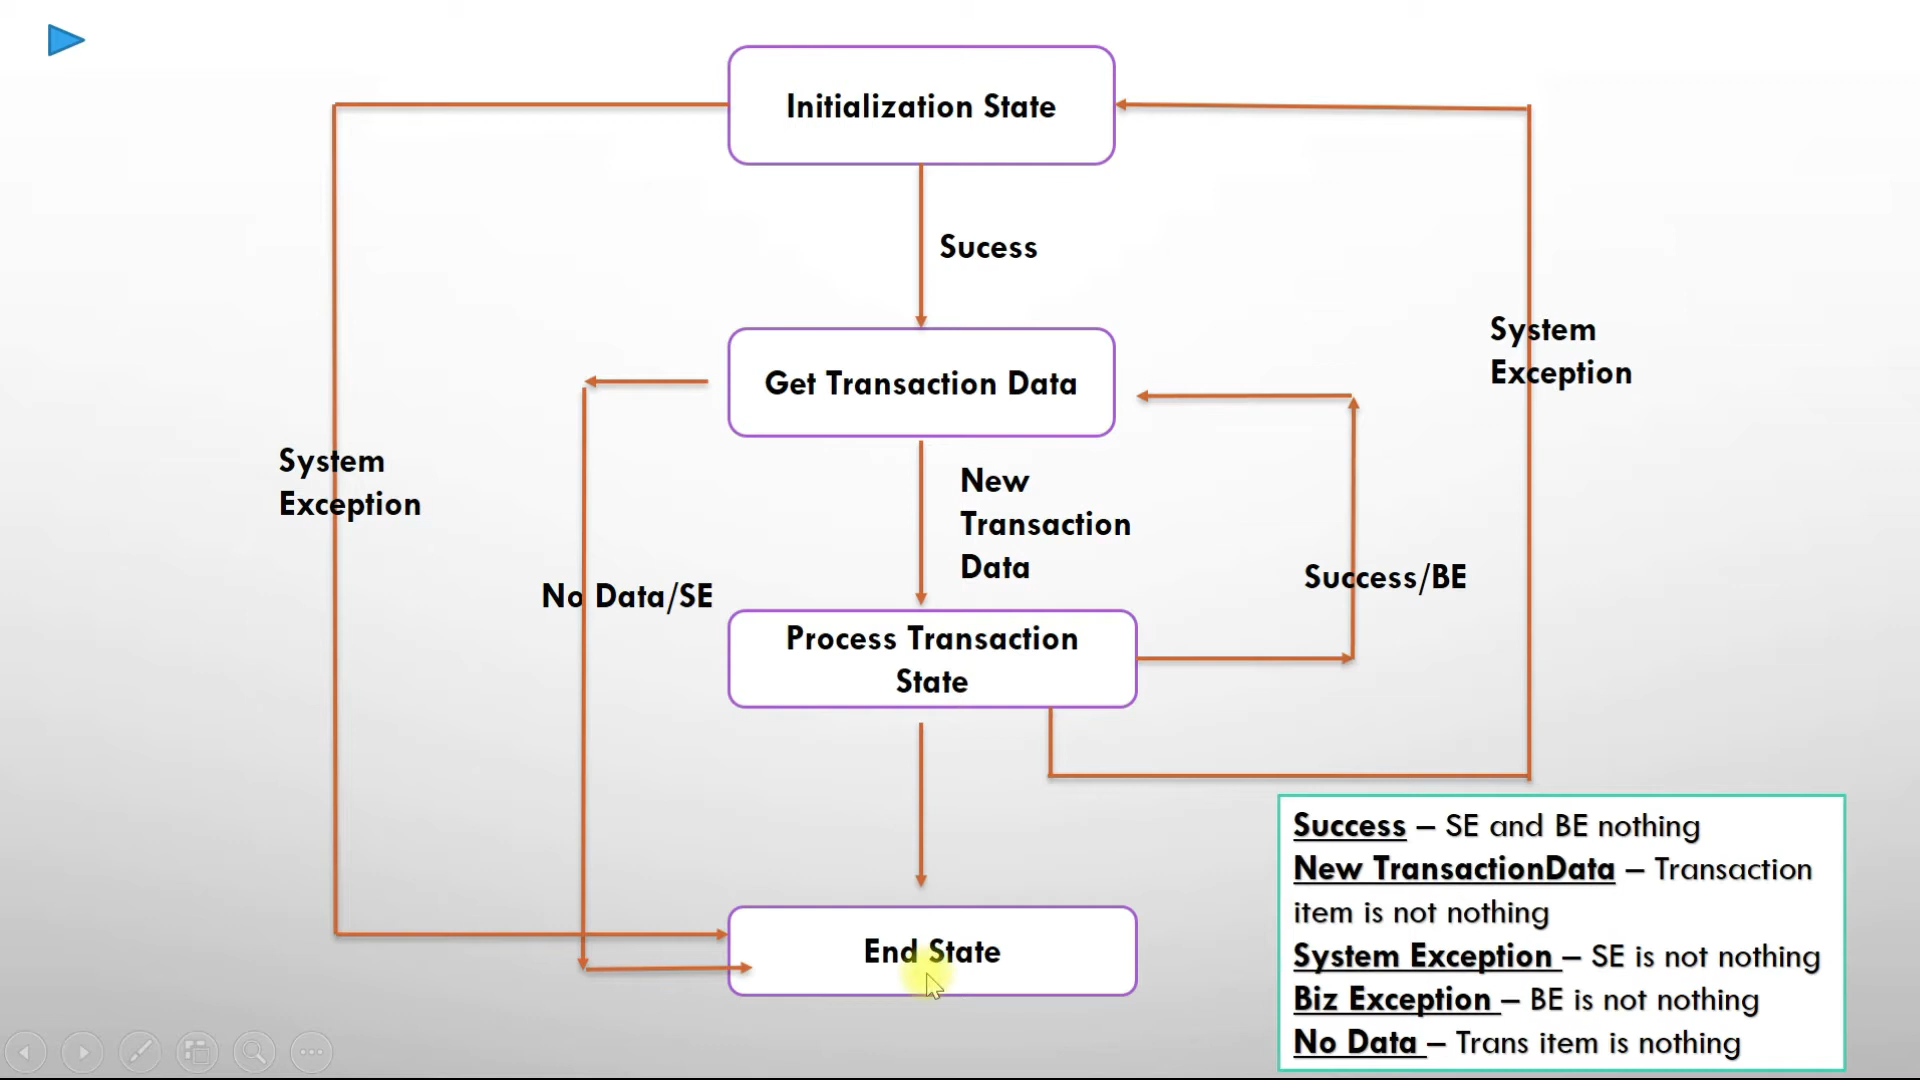 Initialization State
Sucess
System
Exception
Get Transaction Data
System
Exception
New
Transaction
Data
Success/BE
No Data/SE
Process Transaction
State
End State
Success – SE and BE nothing
New TransactionData – Transaction
item is not nothing
System Exception – SE is not nothing
Biz Exception – BE is not nothing
No Data – Trans item is nothing